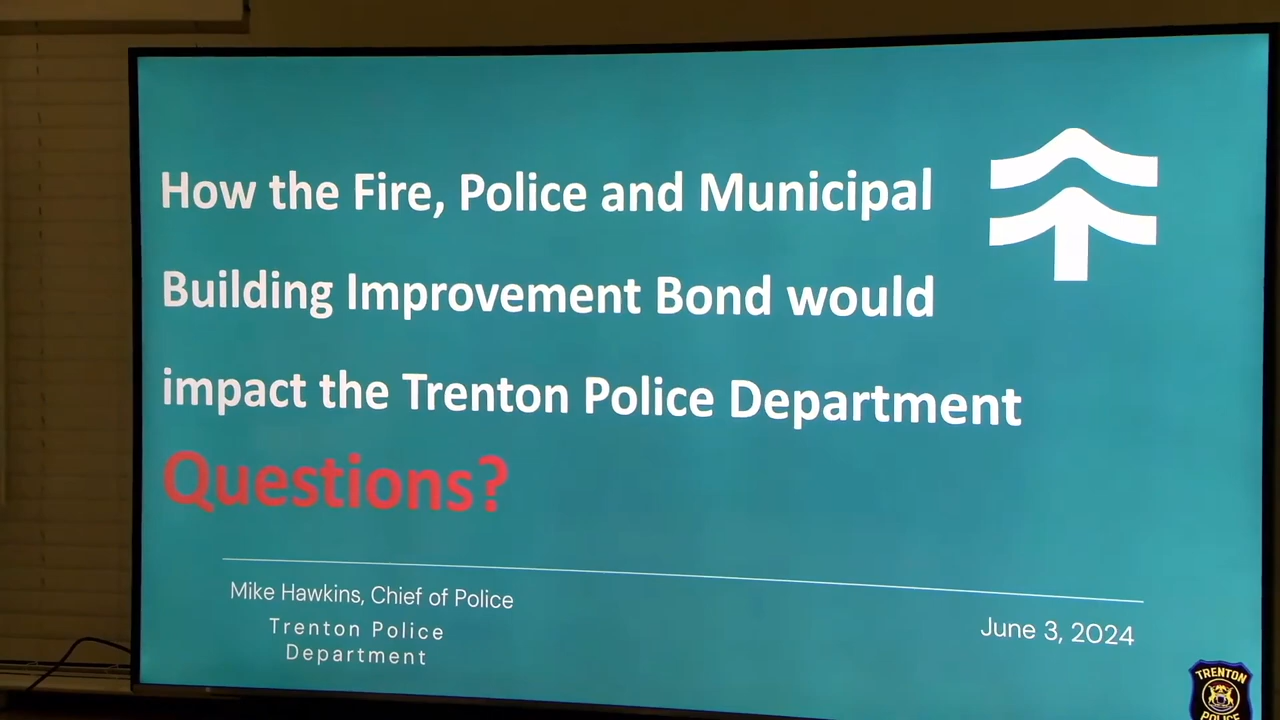 How the Fire, Police and Municipal
Building Improvement Bond would
impact the Trenton Police Department
Questions?
Mike Hawkins, Chief of Police
Trenton Police
Department
June 3, 2024
TRENTON
POLICE